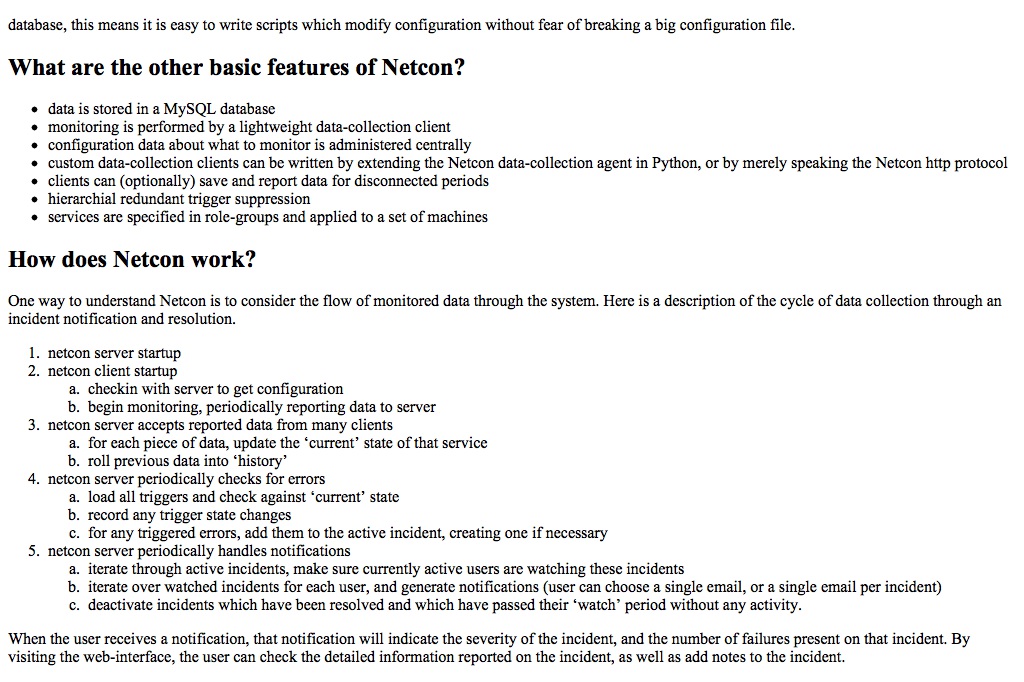 database, this means it is easy to write scripts which modify configuration without fear of breaking a big configuration file.
What are the other basic features of Netcon?
• data is stored in a MySQL database
• monitoring is performed by a lightweight data-collection client
• configuration data about what to monitor is administered centrally
• custom data-collection clients can be written by extending the Netcon data-collection agent in Python, or by merely speaking the Netcon http protocol
• clients can (optionally) save and report data for disconnected periods
• hierarchial redundant trigger suppression
• services are specified in role-groups and applied to a set of machines
How does Netcon work?
One way to understand Netcon is to consider the flow of monitored data through the system. Here is a description of the cycle of data collection through an
incident notification and resolution.
1. netcon server startup
2. netcon client startup
a. checkin with server to get configuration
b. begin monitoring, periodically reporting data to server
3. netcon server accepts reported data from many clients
a. for each piece of data, update the ‘current’ state of that service
b. roll previous data into ‘history’
4. netcon server periodically checks for errors
a. load all triggers and check against ‘current’ state
b. record any trigger state changes
c. for any triggered errors, add them to the active incident, creating one if necessary
5. netcon server periodically handles notifications
a. iterate through active incidents, make sure currently active users are watching these incidents
b. iterate over watched incidents for each user, and generate notifications (user can choose a single email, or a single email per incident)
c. deactivate incidents which have been resolved and which have passed their ‘watch’ period without any activity.
When the user receives a notification, that notification will indicate the severity of the incident, and the number of failures present on that incident. By
visiting the web-interface, the user can check the detailed information reported on the incident, as well as add notes to the incident.